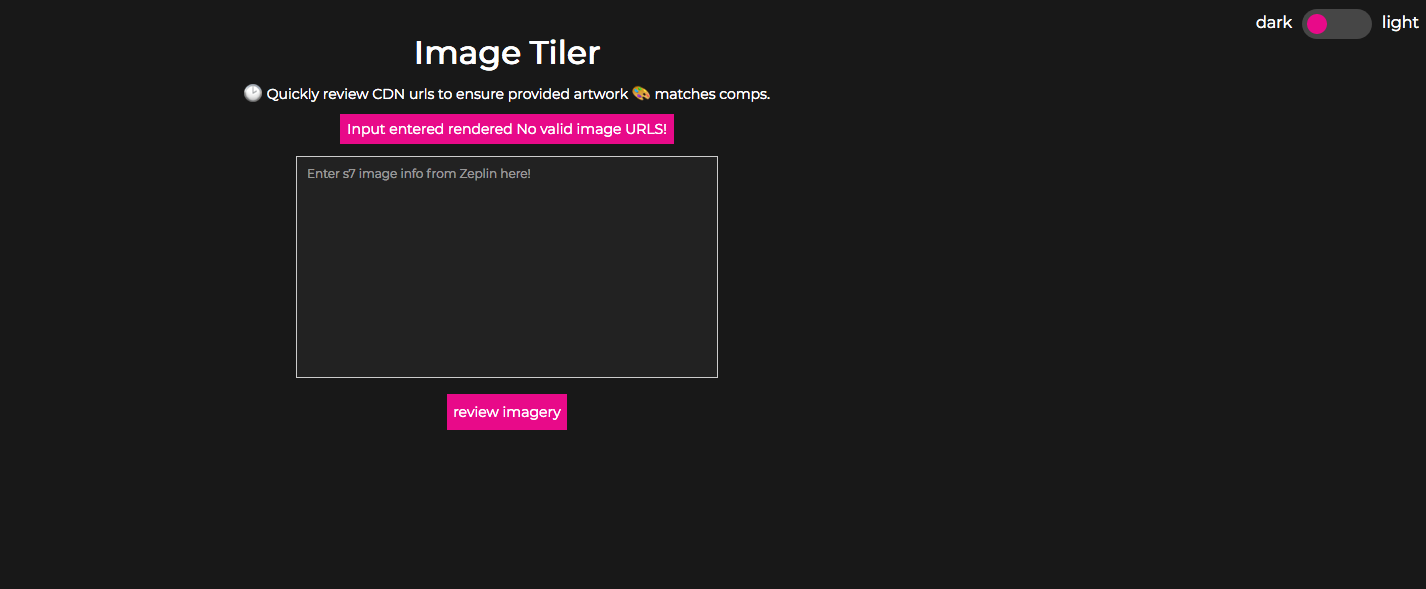 dark light
Image Tiler
🕑 Quickly review CDN urls to ensure provided artwork 🎨 matches comps.
Input entered rendered No valid image URLS!
Enter s7 image info from Zeplin here!
review imagery